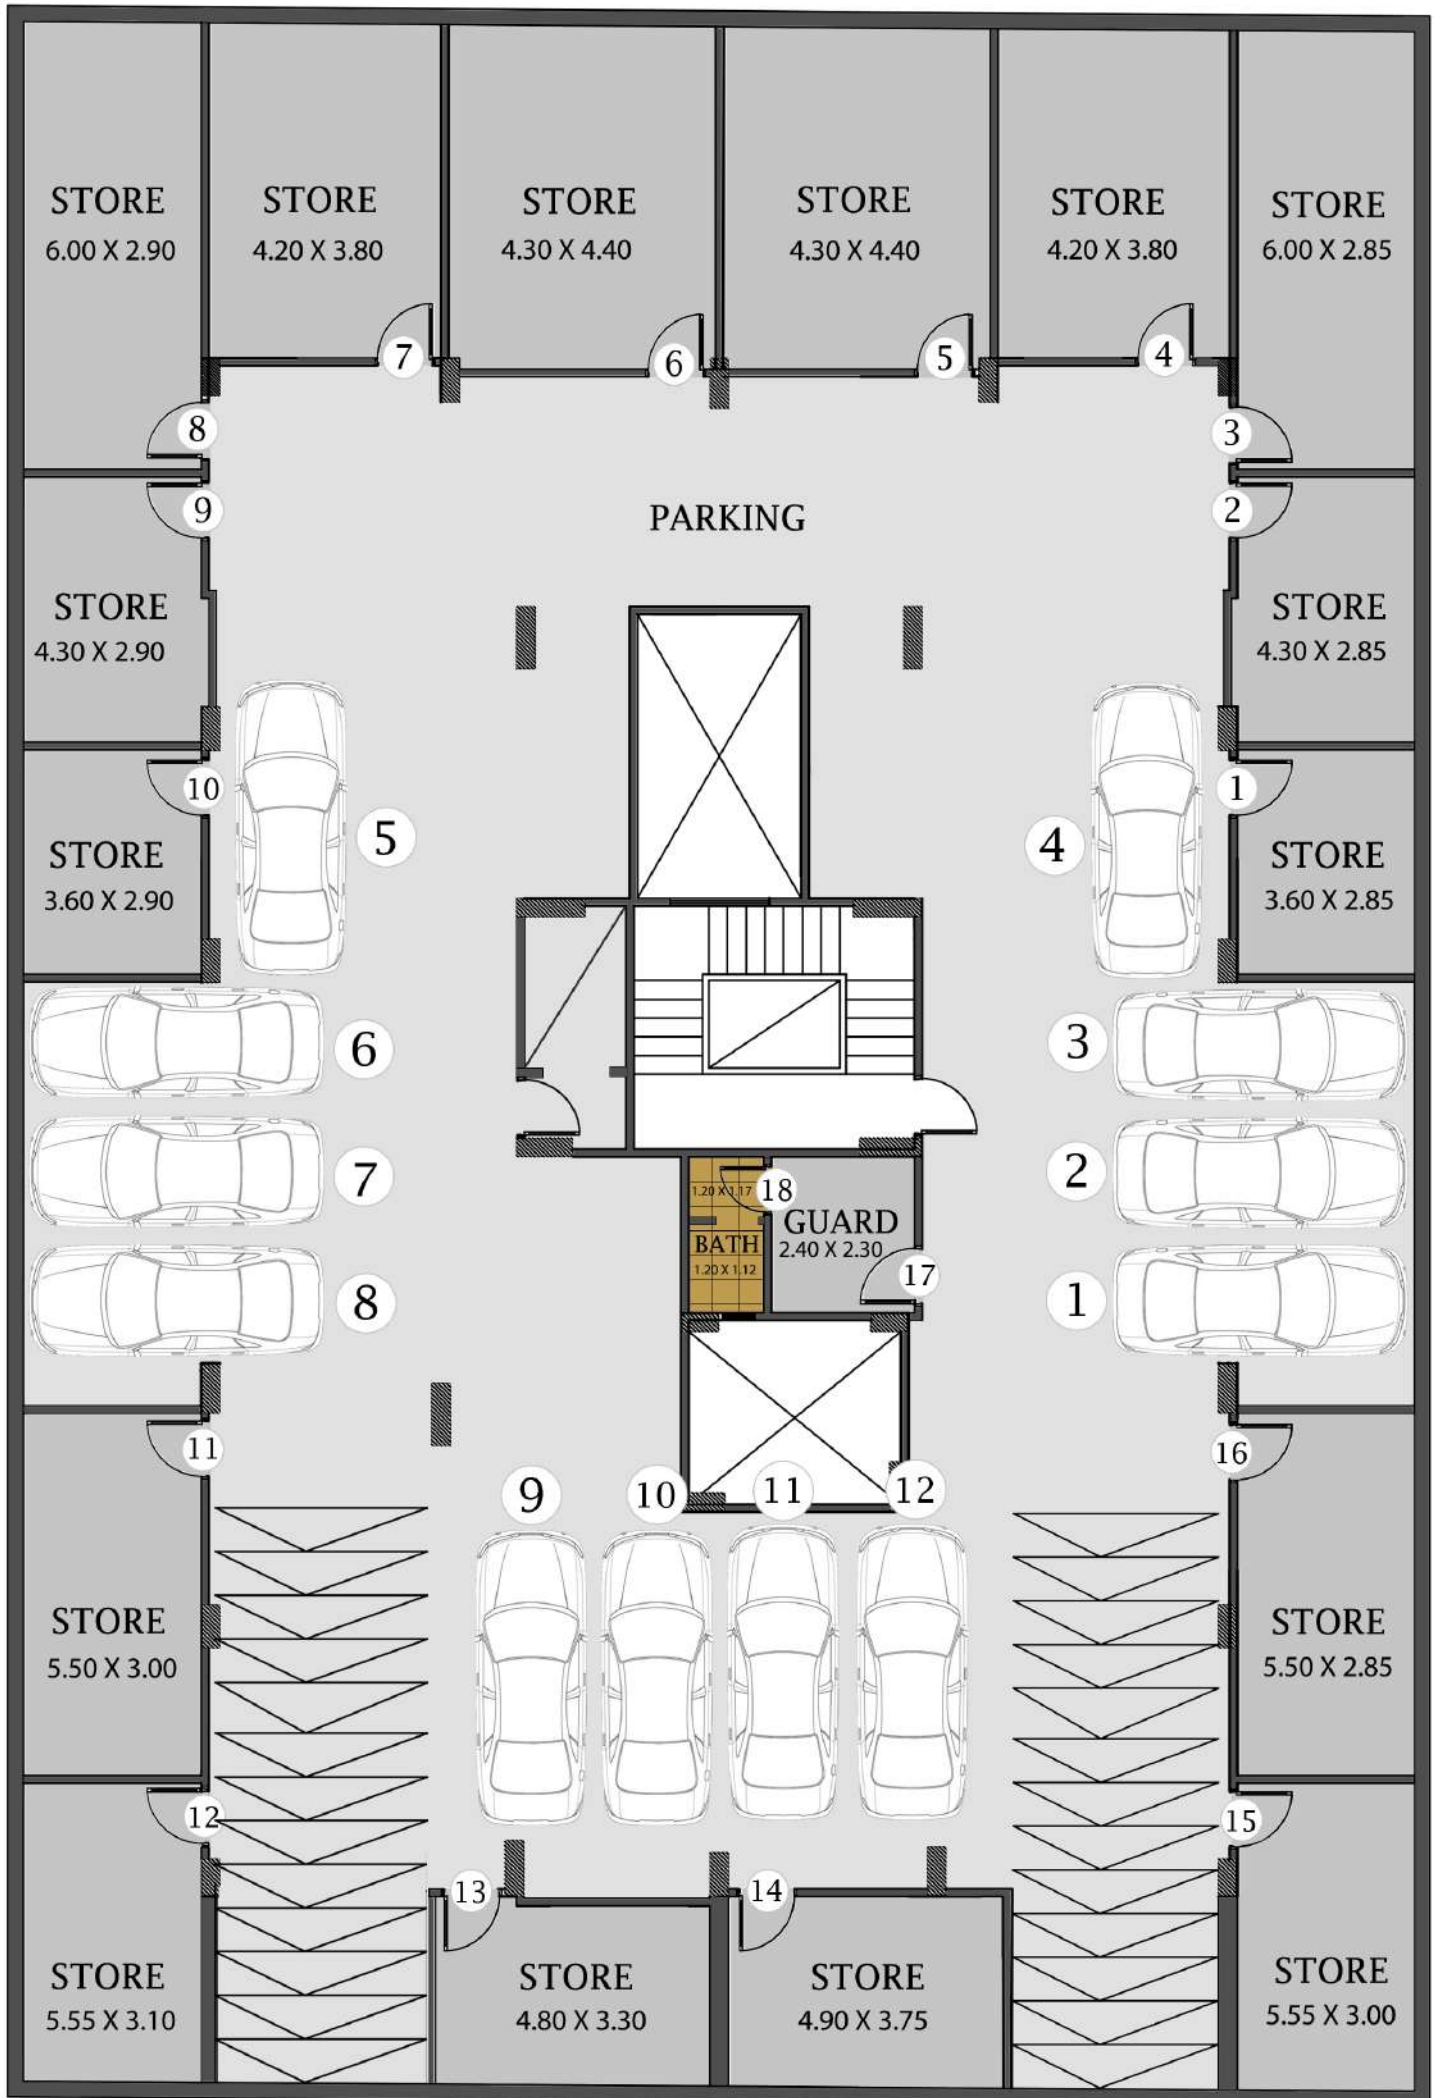 STORE
6.00 X 2.90
STORE
4.20 X 3.80
STORE
4.30 X 4.40
STORE
4.30 X 4.40
STORE
4.20 X 3.80
STORE
6.00 X 2.85
7
6
5
4
8
3
9
PARKING
2
STORE
4.30 X 2.90
STORE
4.30 X 2.85
10
1
5
4
STORE
3.60 X 2.90
STORE
3.60 X 2.85
6
3
7
2
1.20 X 1.17
18
GUARD
2.40 X 2.30
BATH
1.20 X 1.12
17
8
1
11
16
9
10
11
12
STORE
5.50 X 3.00
STORE
5.50 X 2.85
12
15
13
14
STORE
5.55 X 3.10
STORE
4.80 X 3.30
STORE
4.90 X 3.75
STORE
5.55 X 3.00